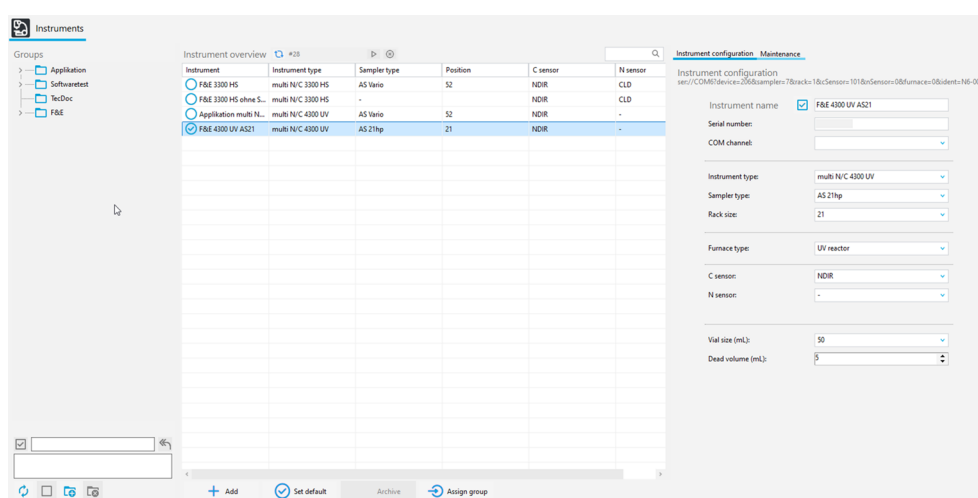 Instruments
Groups
Applikation
Softwaretest
TecDoc
F&E
Instrument overview #28
Instrument Instrument type Sampler type Position C sensor N sensor
F&E 3300 HS multi N/C 3300 HS AS Vario 52 NDIR CLD
F&E 3300 HS ohne S... multi N/C 3300 HS - NDIR CLD
Applikation multi N... multi N/C 4300 UV AS Vario 52 NDIR -
F&E 4300 UV AS21 multi N/C 4300 UV AS 21hp 21 NDIR -
Add Set default Archive Assign group
Instrument configuration Maintenance
Instrument configuration
ser://COM6?device=206&sampler=7&rack=1&cSensor=101&nSensor=0&furnace=0&ident=N6-00
Instrument name F&E 4300 UV AS21
Serial number:
COM channel:
Instrument type: multi N/C 4300 UV
Sampler type: AS 21hp
Rack size: 21
Furnace type: UV reactor
C sensor: NDIR
N sensor: -
Vial size (mL): 50
Dead volume (mL): 5